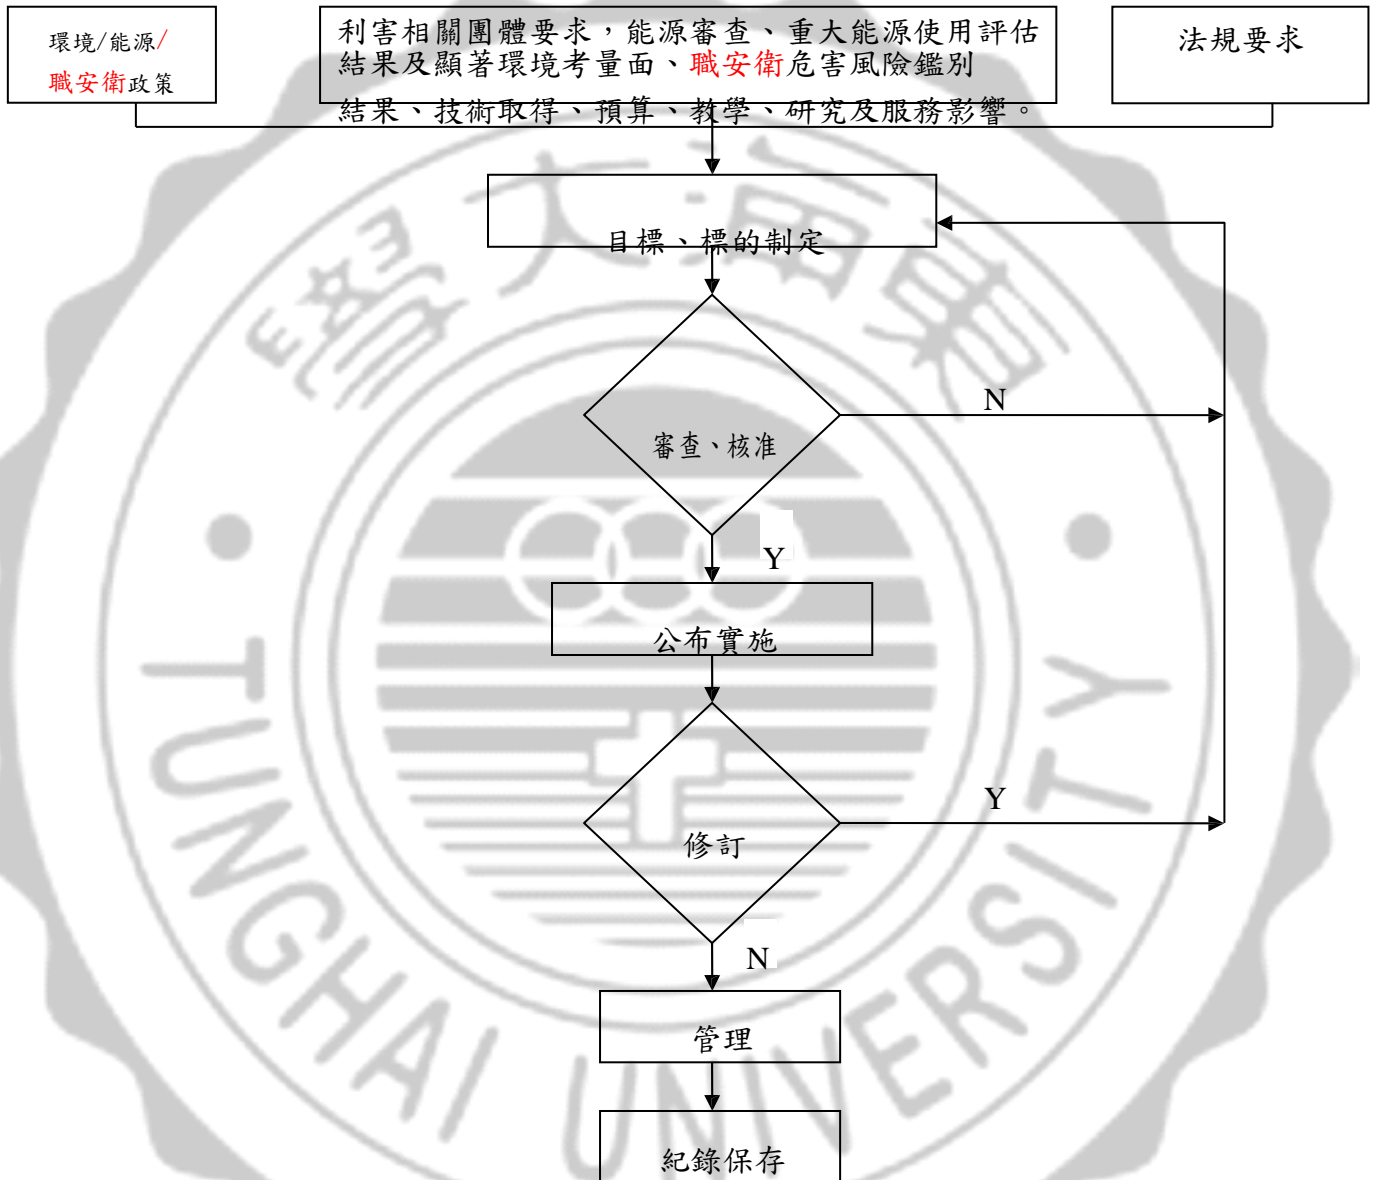 環境/能源/
職安衛政策
利害相關團體要求，能源審查、重大能源使用評估
結果及顯著環境考量面、職安衛危害風險鑑別
結果、技術取得、預算、教學、研究及服務影響。
法規要求
目標、標的制定
審查、核准
N
Y
公布實施
修訂
Y
N
管理
紀錄保存
學大海東
TUNGHAI UNIVERSITY